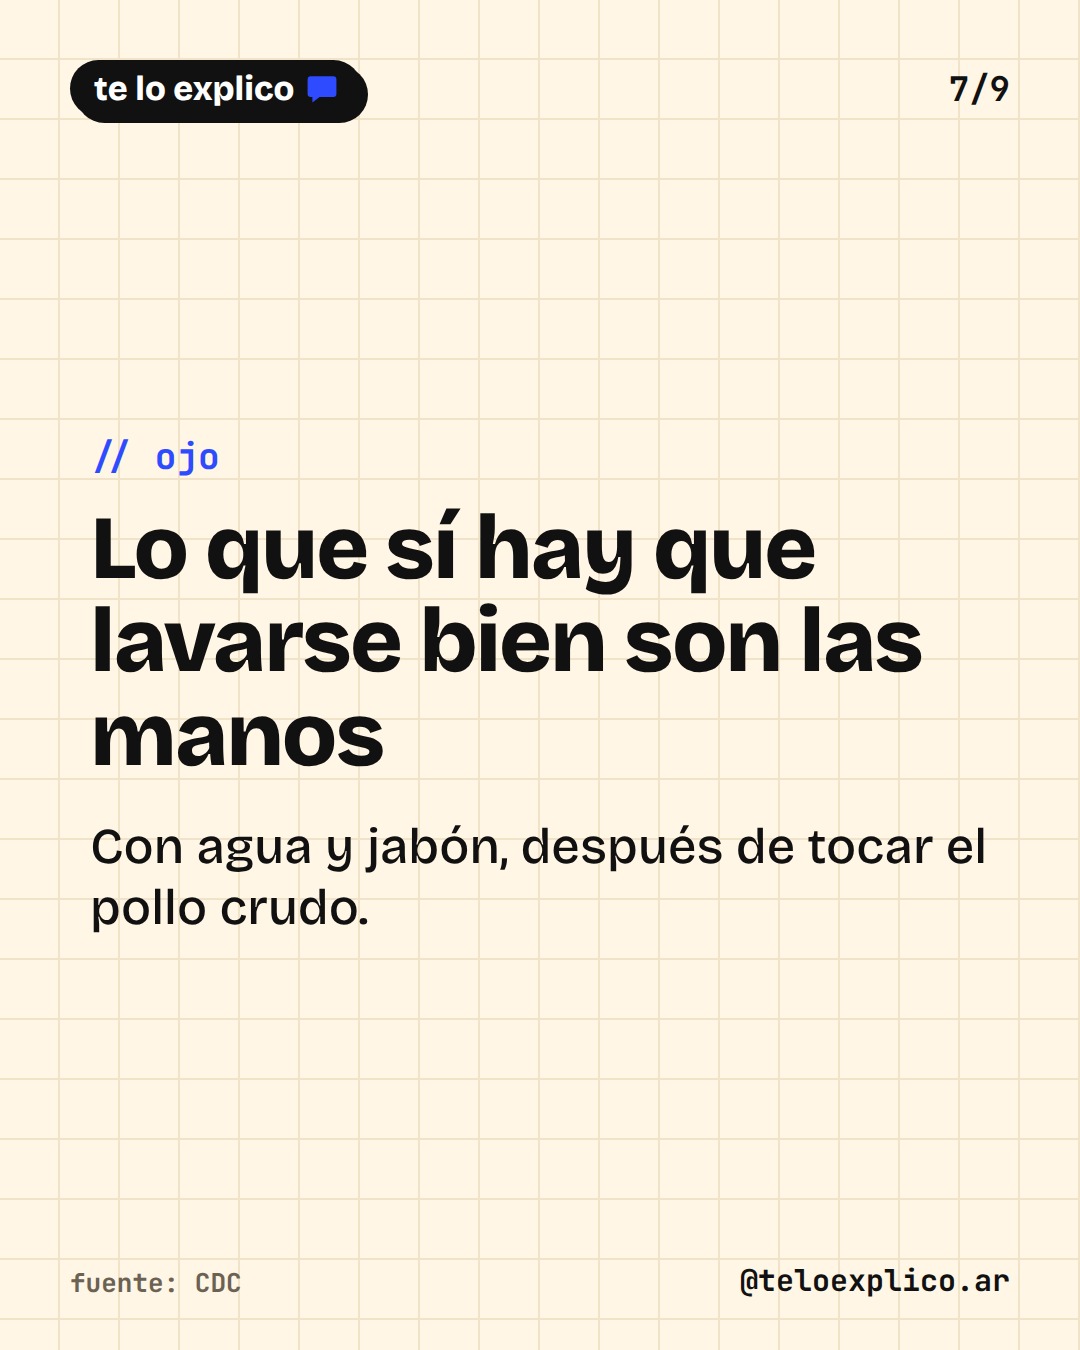 te lo explico
7/9
// ojo
Lo que sí hay que
lavarse bien son las
manos
Con agua y jabón, después de tocar el
pollo crudo.
fuente: CDC
@teloexplico.ar